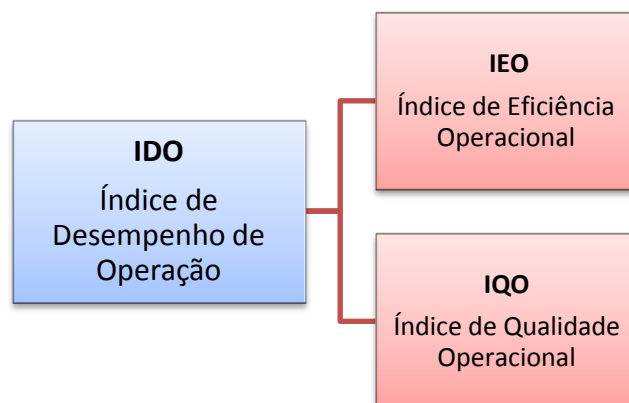 IDO
Índice de
Desempenho de
Operação
IEO
Índice de Eficiência
Operacional
IQO
Índice de Qualidade
Operacional